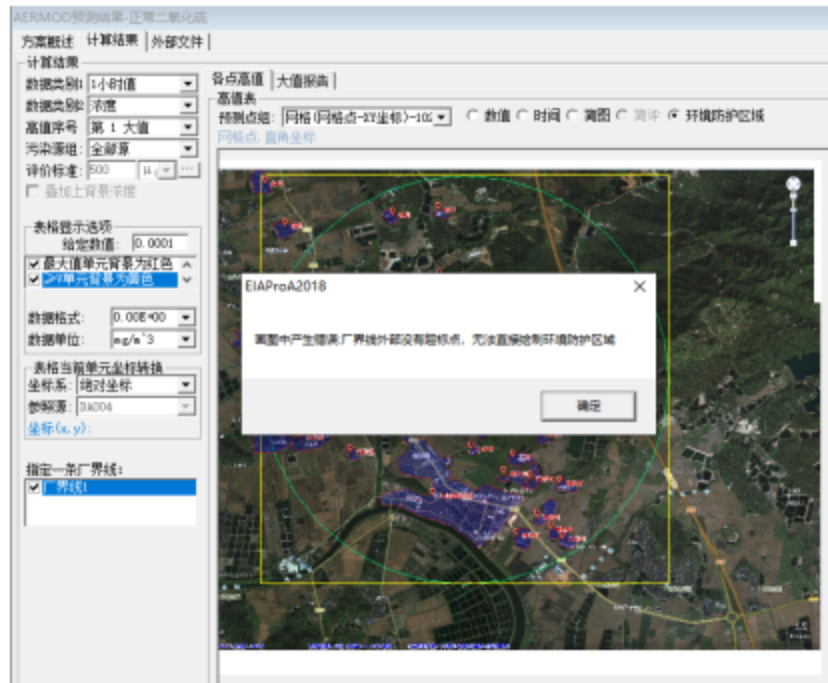 AERMOD预测结果-正常二氧化硫
方案概述 计算结果 外部文件
计算结果
数据类别1 1小时值
数据类别2 浓度
高值序号 第 1 大值
污染源组: 全部源
评价标准: 500
叠加上背景浓度
表格显示选项
给定数值: 0.0001
最大值单元背景为红色
数据格式: 0.00E+00
数据单位: mg/m^3
表格当前单元坐标转换
坐标系: 绝对坐标
参照源: DA004
坐标(x,y):
指定一条厂界线:
厂界线1
各点高值 大值报告
高值表
预测点组: 网格(网格点-XY坐标)-10 数值 时间 简图 简评 环境防护区域
网格点, 直角坐标
EIAProA2018
画图中产生错误:厂界线外部没有超标点，无法直接绘制环境防护区域
确定